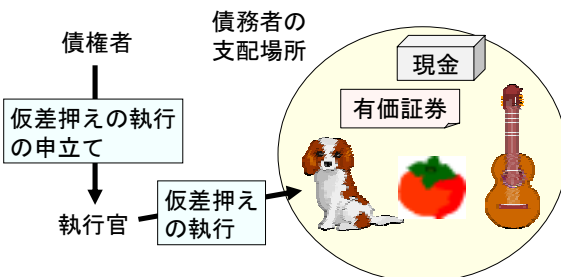 債権者
仮差押えの執行
の申立て
執行官
仮差押え
の執行
債務者の
支配場所
現金
有価証券